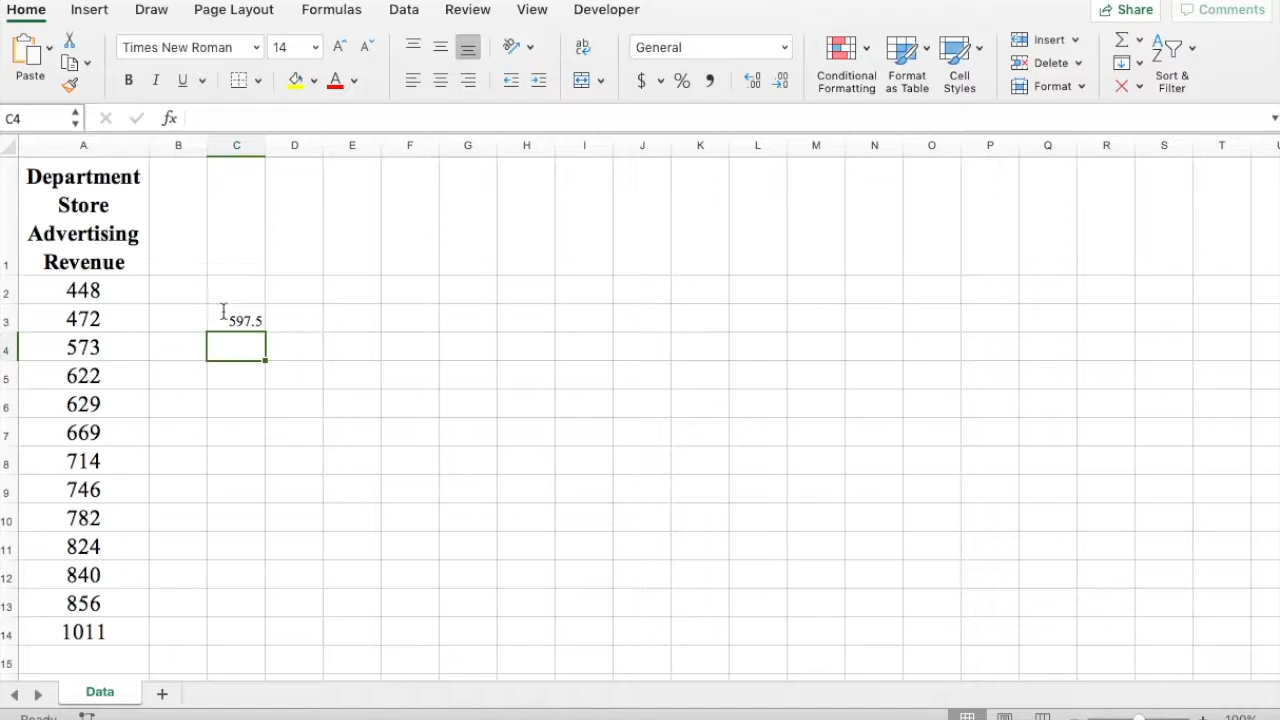 Home Insert Draw Page Layout Formulas Data Review View Developer Share Comments
Paste Times New Roman 14 A A ab General Insert Σ A Z
B I U A $ % Conditional Formatting Format as Table Cell Styles Delete Format Sort & Filter
C4 fx
A B C D E F G H I J K L M N O P Q R S T
Department
Store
Advertising
1 Revenue
2 448
3 472 597.5
4 573
5 622
6 629
7 669
8 714
9 746
10 782
11 824
12 840
13 856
14 1011
15
Data +
Ready 100%